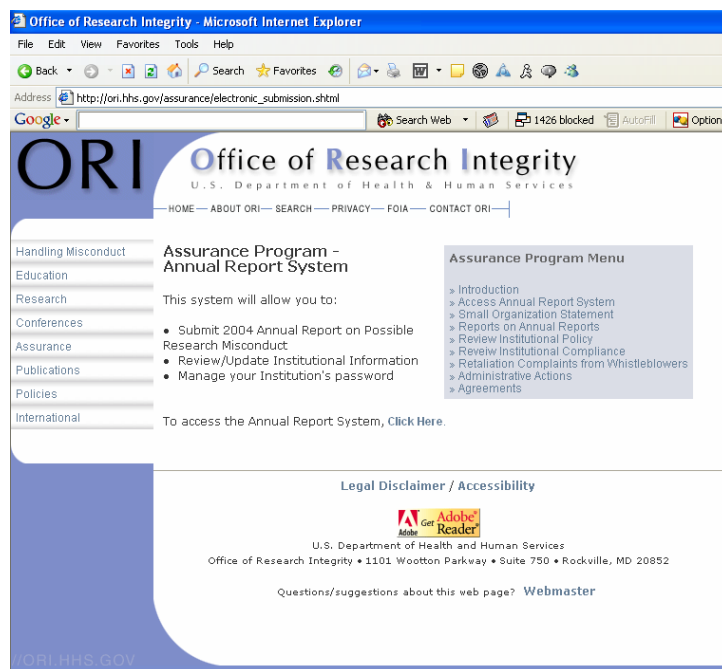 Office of Research Integrity - Microsoft Internet Explorer
File Edit View Favorites Tools Help
Back Search Favorites
Address http://ori.hhs.gov/assurance/electronic_submission.shtml
Google Search Web 1426 blocked AutoFill Option
ORI Office of Research Integrity
U.S. Department of Health & Human Services
HOME — ABOUT ORI — SEARCH — PRIVACY — FOIA — CONTACT ORI
Handling Misconduct
Education
Research
Conferences
Assurance
Publications
Policies
International
Assurance Program -
Annual Report System
This system will allow you to:
• Submit 2004 Annual Report on Possible
Research Misconduct
• Review/Update Institutional Information
• Manage your Institution's password
To access the Annual Report System, Click Here.
Assurance Program Menu
» Introduction
» Access Annual Report System
» Small Organization Statement
» Reports on Annual Reports
» Review Institutional Policy
» Reveiw Institutional Compliance
» Retaliation Complaints from Whistleblowers
» Administrative Actions
» Agreements
Legal Disclaimer / Accessibility
Adobe Get Adobe® Reader®
U.S. Department of Health and Human Services
Office of Research Integrity • 1101 Wootton Parkway • Suite 750 • Rockville, MD 20852
Questions/suggestions about this web page? Webmaster
//ORI.HHS.GOV